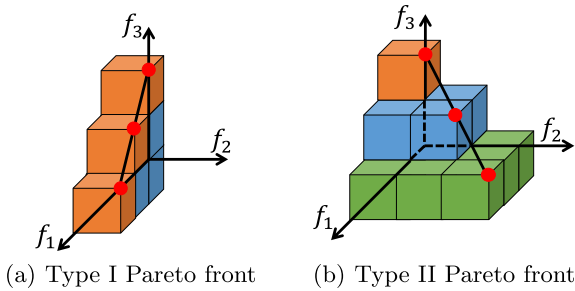 f₃
f₂
f₁
(a) Type I Pareto front
f₃
f₂
f₁
(b) Type II Pareto front